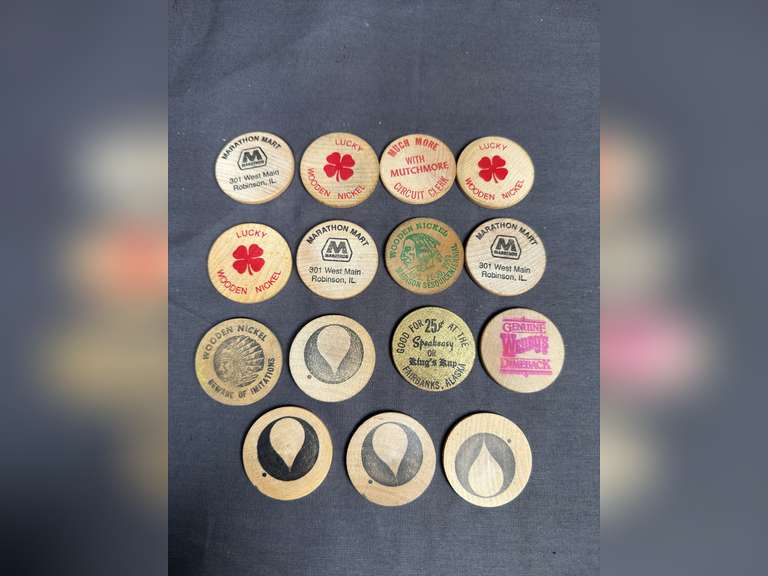 MARATHON MART
M
MARATHON
301 West Main
Robinson, IL.
LUCKY
WOODEN NICKEL
MUCH MORE
WITH
MUTCHMORE
CIRCUIT CLERK
LUCKY
WOODEN NICKEL
LUCKY
WOODEN NICKEL
MARATHON MART
M
MARATHON
301 West Main
Robinson, IL.
WOODEN NICKEL
SESQUICENTENNIAL
MARATHON MART
M
MARATHON
301 West Main
Robinson, IL.
WOODEN NICKEL
BEWARE OF IMITATIONS
GOOD FOR 25¢ AT THE
Speakeasy
OR
King's Kup
FAIRBANKS, ALASKA
GENUINE
Wendy's
DIMEBACK